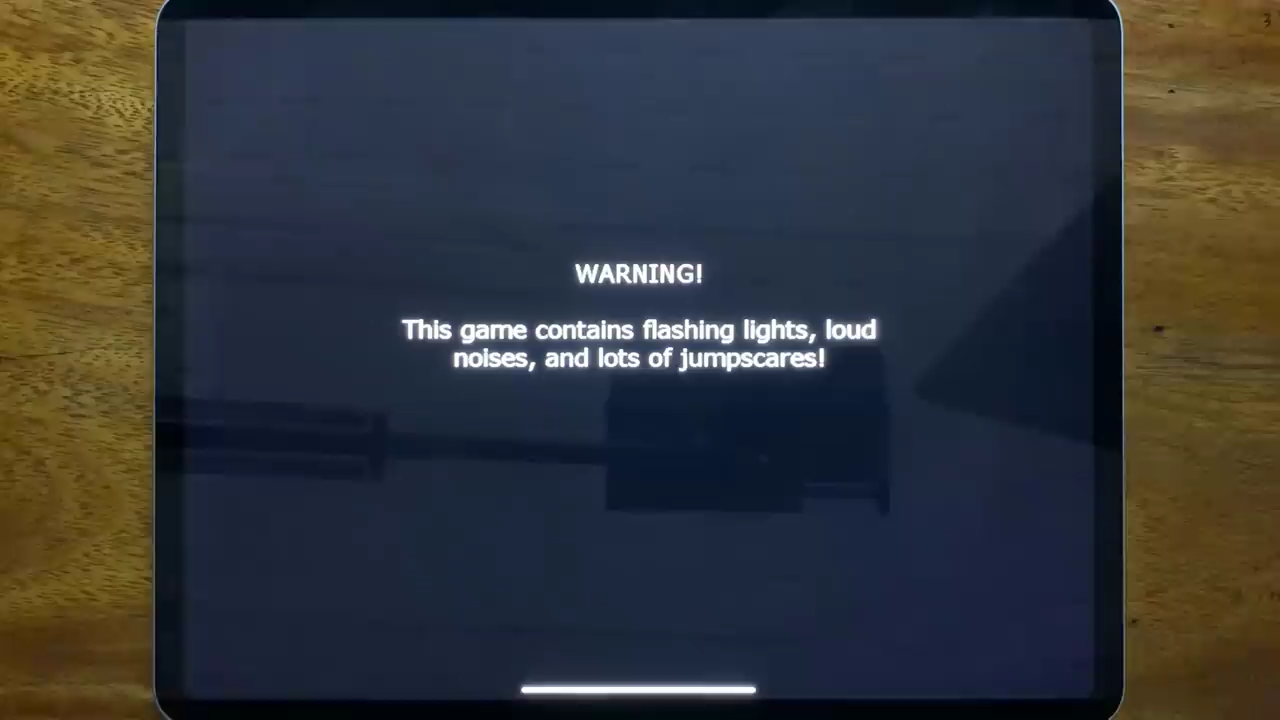 WARNING!
This game contains flashing lights, loud
noises, and lots of jumpscares!